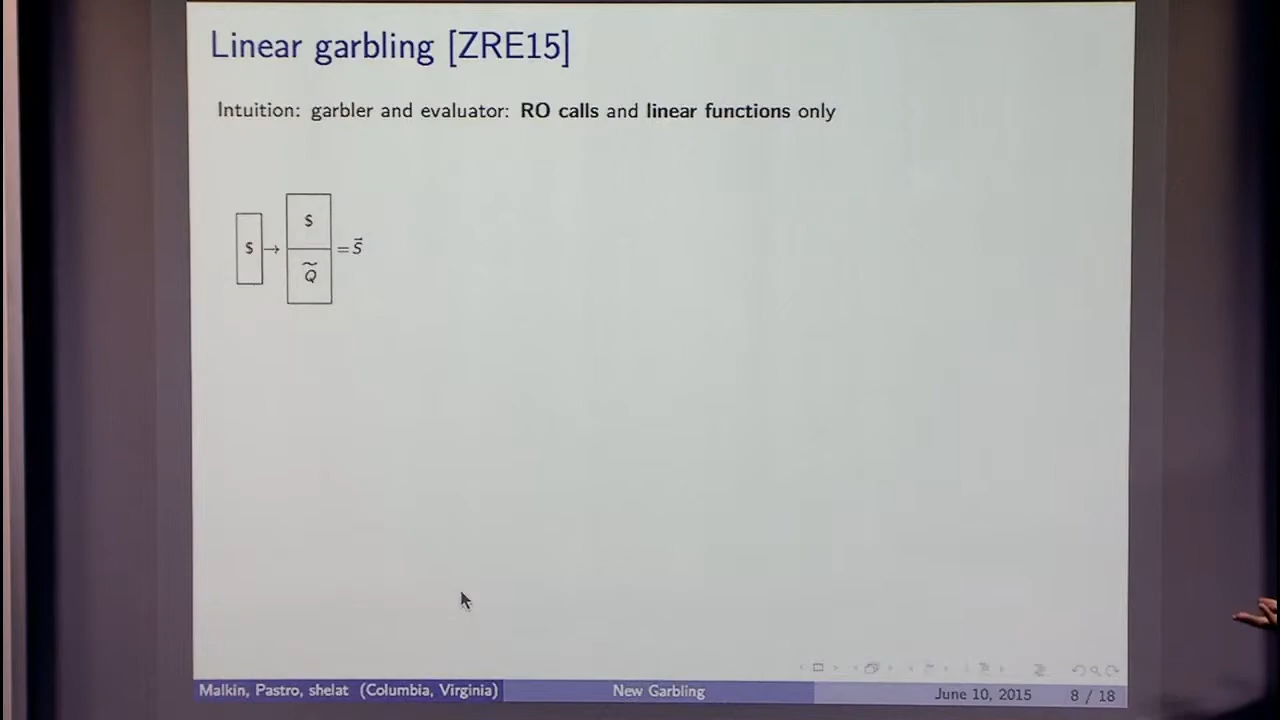 Linear garbling [ZRE15]
Intuition: garbler and evaluator: RO calls and linear functions only
$
$ → = S⃗
Q̃
Malkin, Pastro, shelat (Columbia, Virginia) New Garbling June 10, 2015 8 / 18